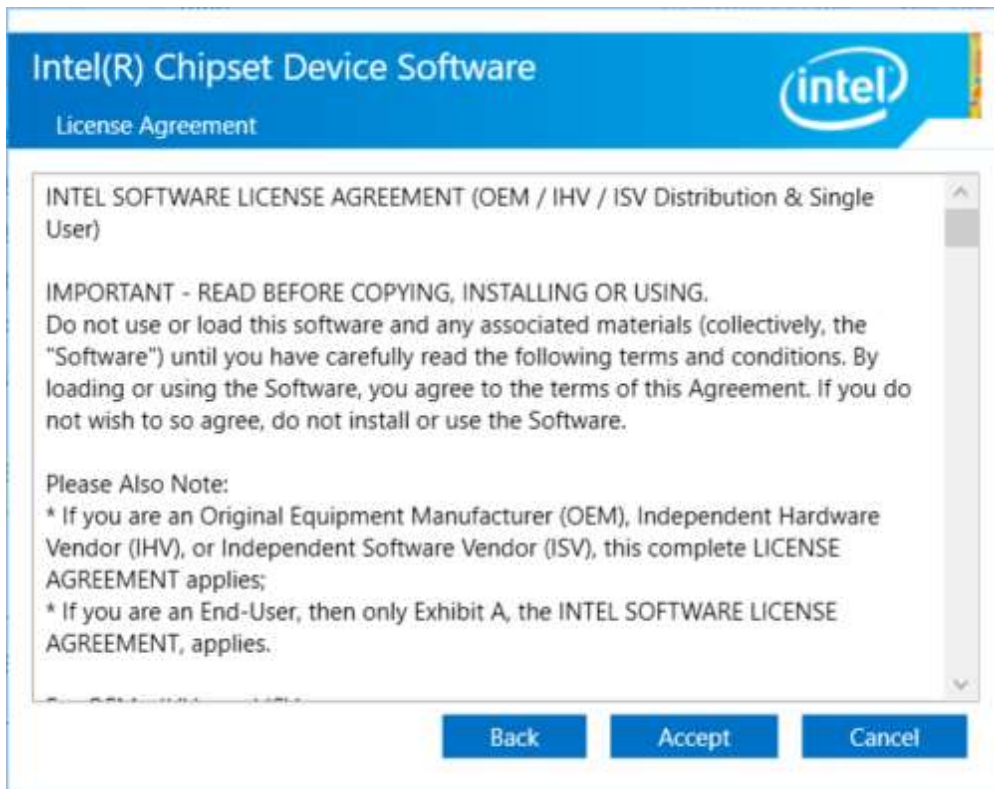 Intel(R) Chipset Device Software
intel
License Agreement
INTEL SOFTWARE LICENSE AGREEMENT (OEM / IHV / ISV Distribution & Single
User)
IMPORTANT - READ BEFORE COPYING, INSTALLING OR USING.
Do not use or load this software and any associated materials (collectively, the
"Software") until you have carefully read the following terms and conditions. By
loading or using the Software, you agree to the terms of this Agreement. If you do
not wish to so agree, do not install or use the Software.
Please Also Note:
* If you are an Original Equipment Manufacturer (OEM), Independent Hardware
Vendor (IHV), or Independent Software Vendor (ISV), this complete LICENSE
AGREEMENT applies;
* If you are an End-User, then only Exhibit A, the INTEL SOFTWARE LICENSE
AGREEMENT, applies.
Back Accept Cancel